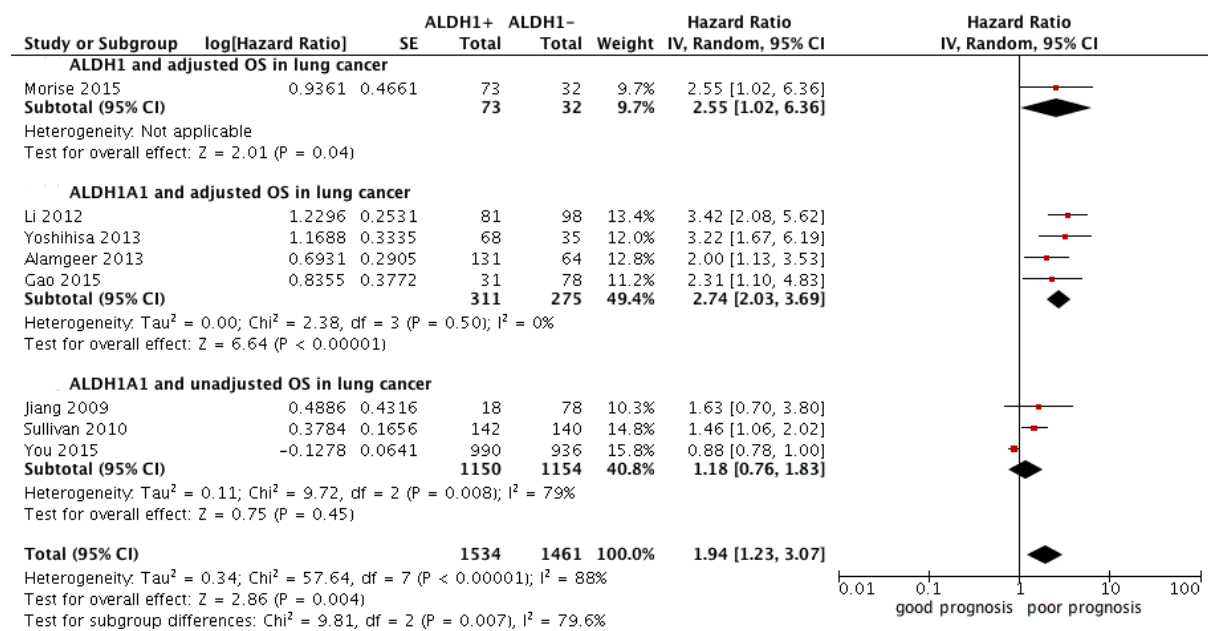 ALDH1+ ALDH1− Hazard Ratio Hazard Ratio
Study or Subgroup log[Hazard Ratio] SE Total Total Weight IV, Random, 95% CI IV, Random, 95% CI
ALDH1 and adjusted OS in lung cancer
Morise 2015 0.9361 0.4661 73 32 9.7% 2.55 [1.02, 6.36]
Subtotal (95% CI) 73 32 9.7% 2.55 [1.02, 6.36]
Heterogeneity: Not applicable
Test for overall effect: Z = 2.01 (P = 0.04)
ALDH1A1 and adjusted OS in lung cancer
Li 2012 1.2296 0.2531 81 98 13.4% 3.42 [2.08, 5.62]
Yoshihisa 2013 1.1688 0.3335 68 35 12.0% 3.22 [1.67, 6.19]
Alamgeer 2013 0.6931 0.2905 131 64 12.8% 2.00 [1.13, 3.53]
Gao 2015 0.8355 0.3772 31 78 11.2% 2.31 [1.10, 4.83]
Subtotal (95% CI) 311 275 49.4% 2.74 [2.03, 3.69]
Heterogeneity: Tau² = 0.00; Chi² = 2.38, df = 3 (P = 0.50); I² = 0%
Test for overall effect: Z = 6.64 (P < 0.00001)
ALDH1A1 and unadjusted OS in lung cancer
Jiang 2009 0.4886 0.4316 18 78 10.3% 1.63 [0.70, 3.80]
Sullivan 2010 0.3784 0.1656 142 140 14.8% 1.46 [1.06, 2.02]
You 2015 −0.1278 0.0641 990 936 15.8% 0.88 [0.78, 1.00]
Subtotal (95% CI) 1150 1154 40.8% 1.18 [0.76, 1.83]
Heterogeneity: Tau² = 0.11; Chi² = 9.72, df = 2 (P = 0.008); I² = 79%
Test for overall effect: Z = 0.75 (P = 0.45)
Total (95% CI) 1534 1461 100.0% 1.94 [1.23, 3.07]
Heterogeneity: Tau² = 0.34; Chi² = 57.64, df = 7 (P < 0.00001); I² = 88%
Test for overall effect: Z = 2.86 (P = 0.004)
Test for subgroup differences: Chi² = 9.81, df = 2 (P = 0.007), I² = 79.6%
0.01 0.1 1 10 100
good prognosis poor prognosis